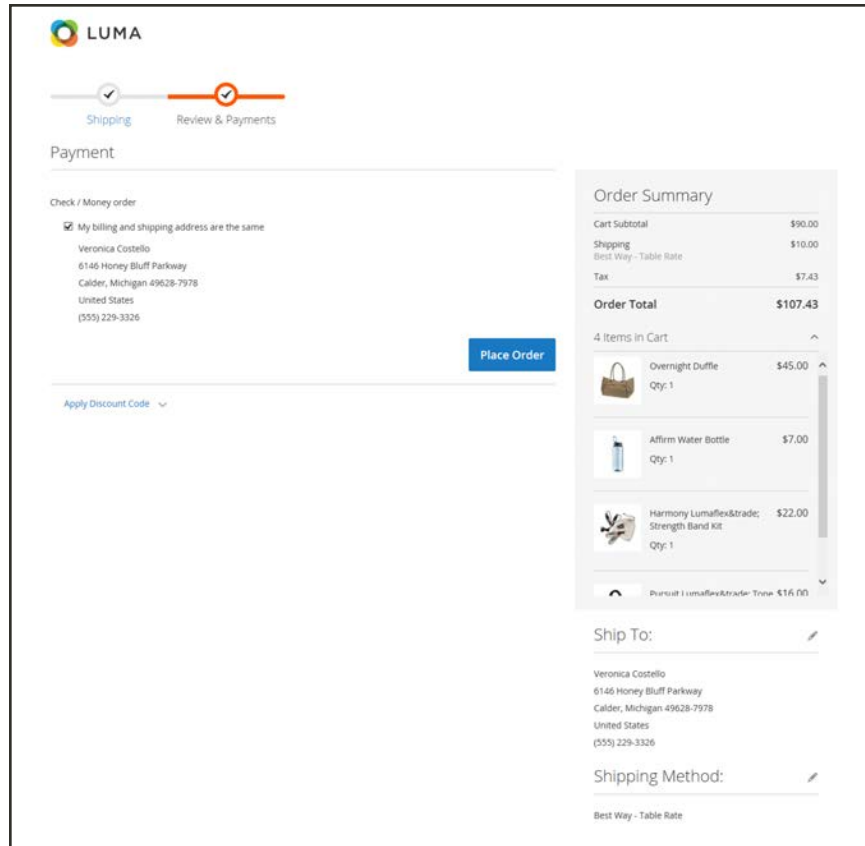 LUMA
Shipping
Review & Payments
Payment
Check / Money order
My billing and shipping address are the same
Veronica Costello
6146 Honey Bluff Parkway
Calder, Michigan 49628-7978
United States
(555) 229-3326
Place Order
Apply Discount Code
Order Summary
Cart Subtotal $90.00
Shipping $10.00
Best Way - Table Rate
Tax $7.43
Order Total $107.43
4 Items in Cart
Overnight Duffle $45.00
Qty: 1
Affirm Water Bottle $7.00
Qty: 1
Harmony Lumaflex&trade; $22.00
Strength Band Kit
Qty: 1
Pursuit Lumaflex&trade; Tone $16.00
Ship To:
Veronica Costello
6146 Honey Bluff Parkway
Calder, Michigan 49628-7978
United States
(555) 229-3326
Shipping Method:
Best Way - Table Rate